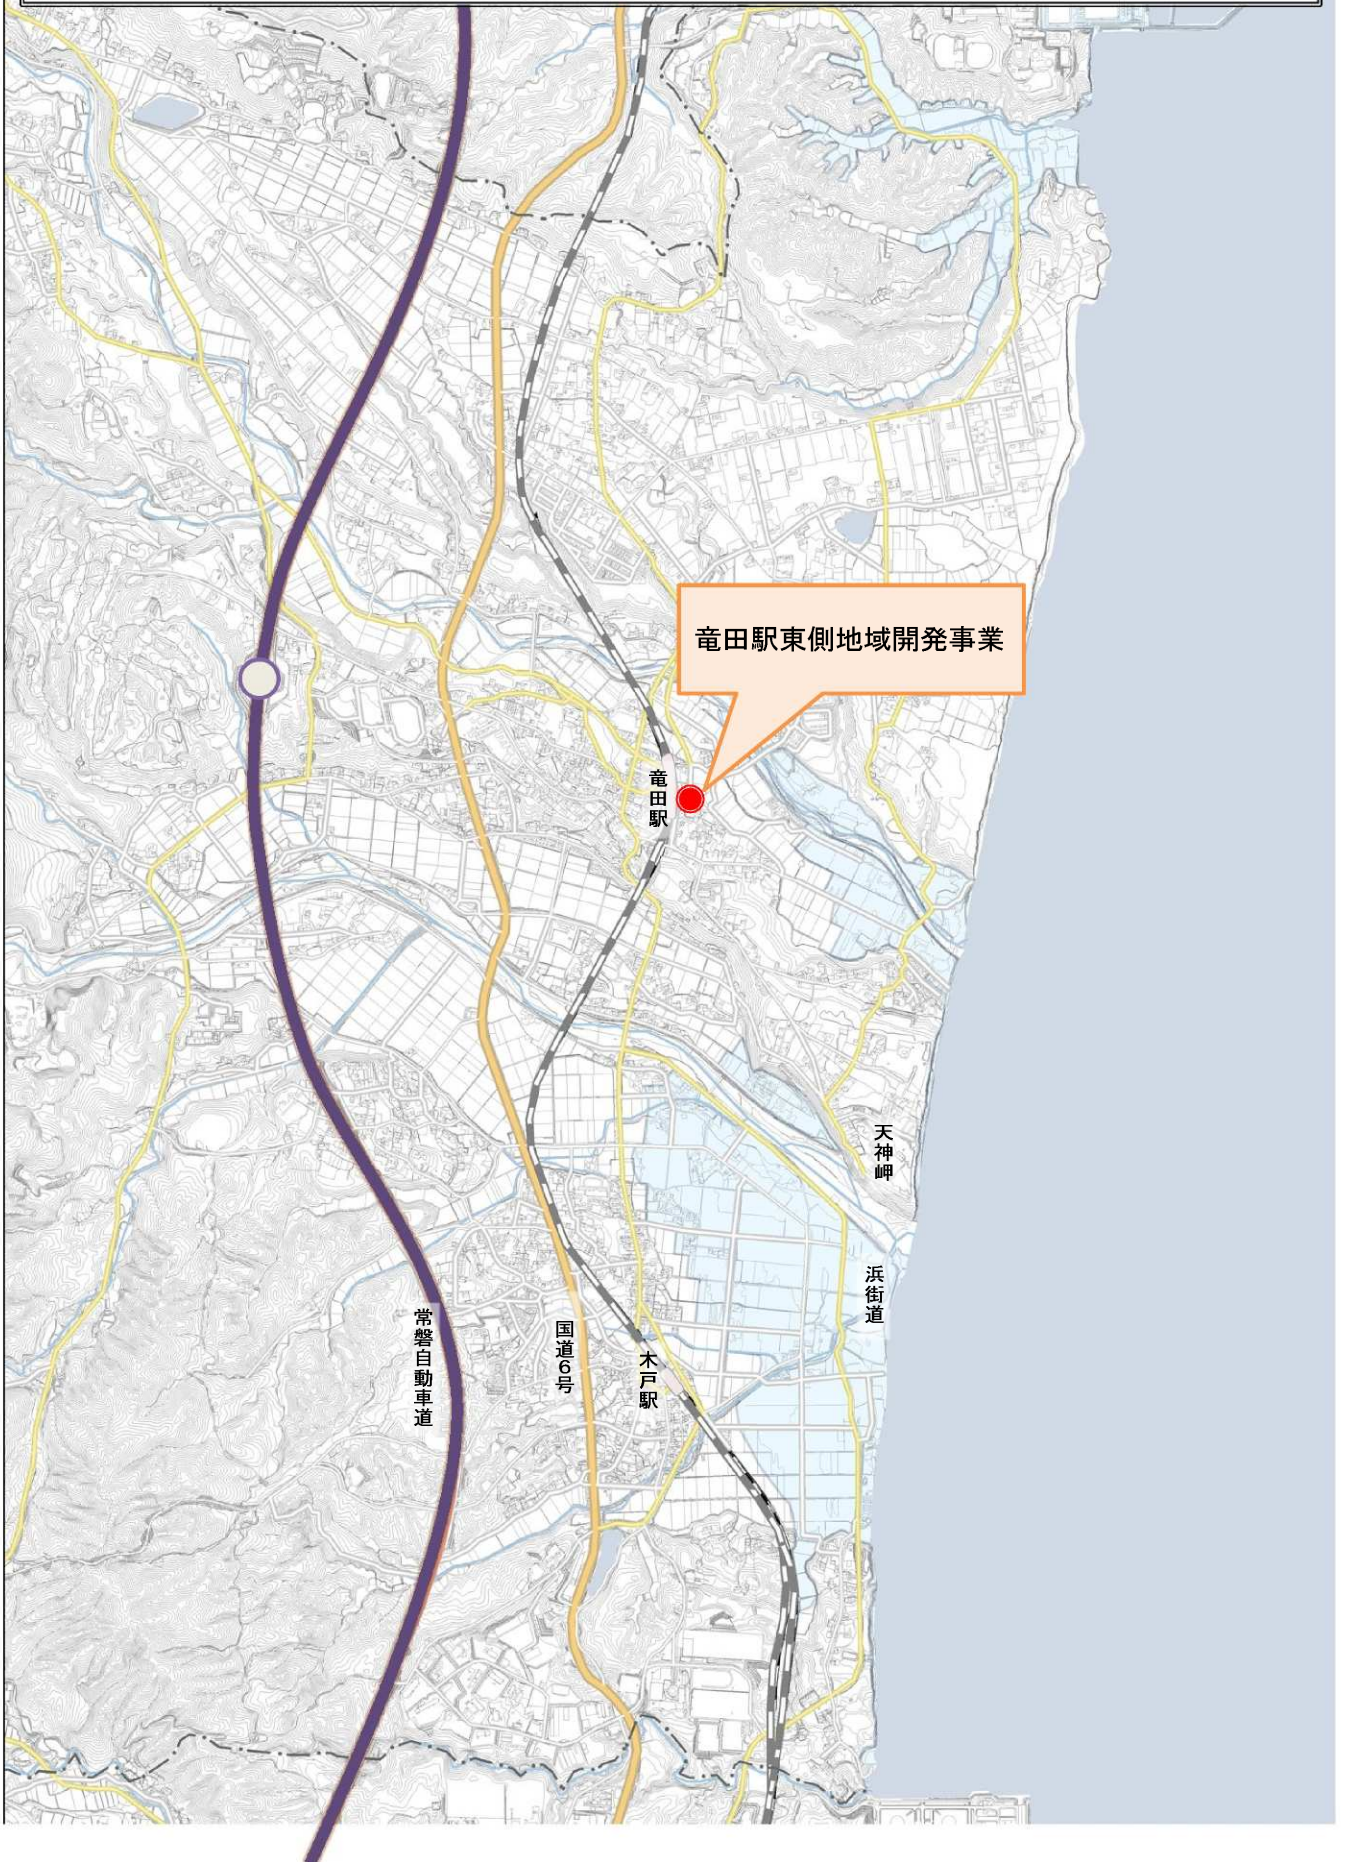 竜田駅東側地域開発事業
竜田駅
天神岬
浜街道
常磐自動車道
国道6号
木戸駅